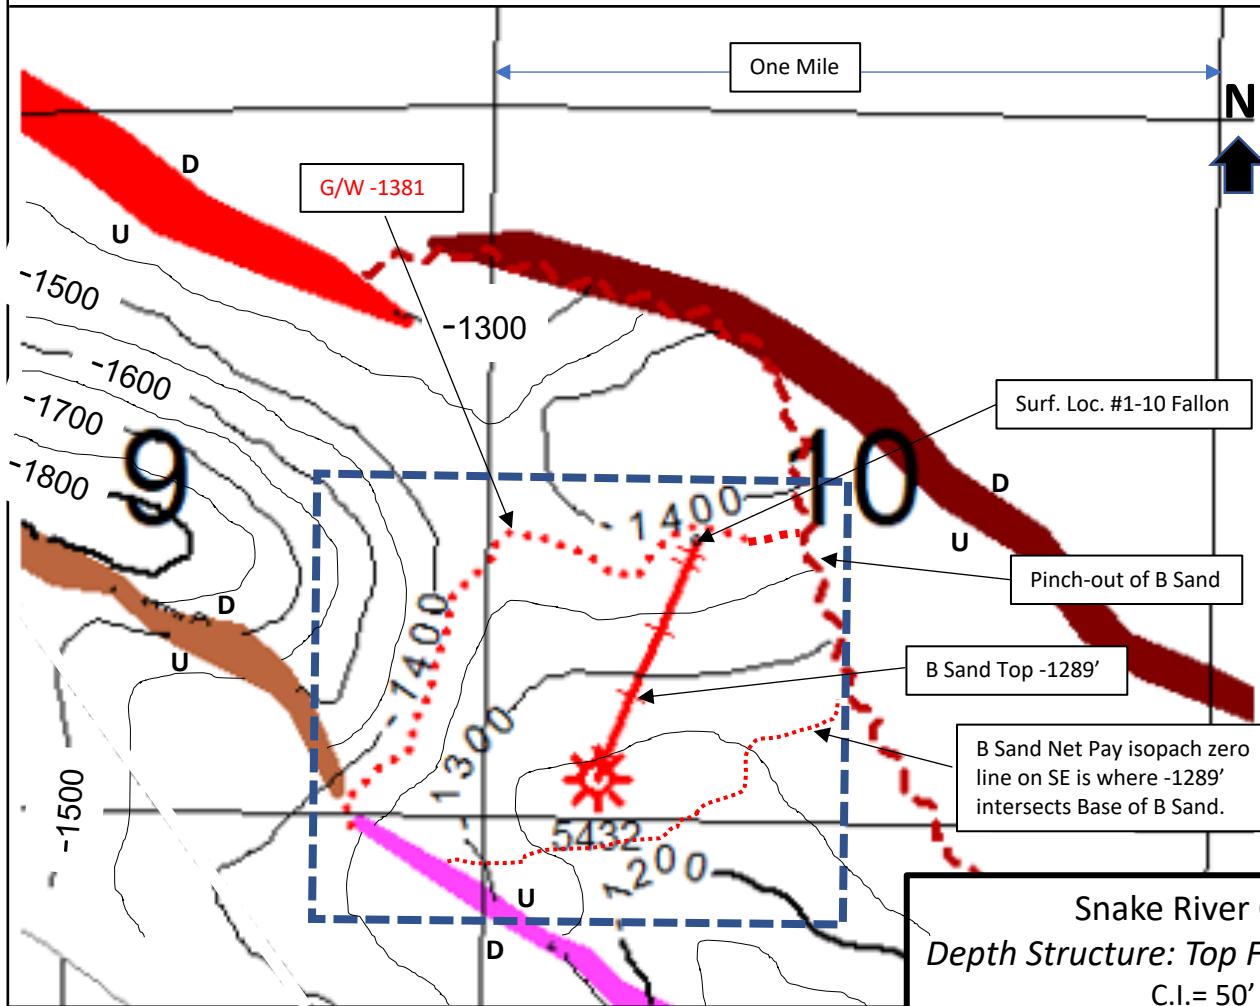 One Mile
N
D
G/W -1381
U
-1500
-1300
-1600
-1700
Surf. Loc. #1-10 Fallon
9
10
-1800
D
-1400
U
Pinch-out of B Sand
D
-1400
U
B Sand Top -1289’
-1300
B Sand Net Pay isopach zero
line on SE is where -1289’
intersects Base of B Sand.
-1500
5432
-1200
U
D
Snake River
Depth Structure: Top
C.I.= 50’